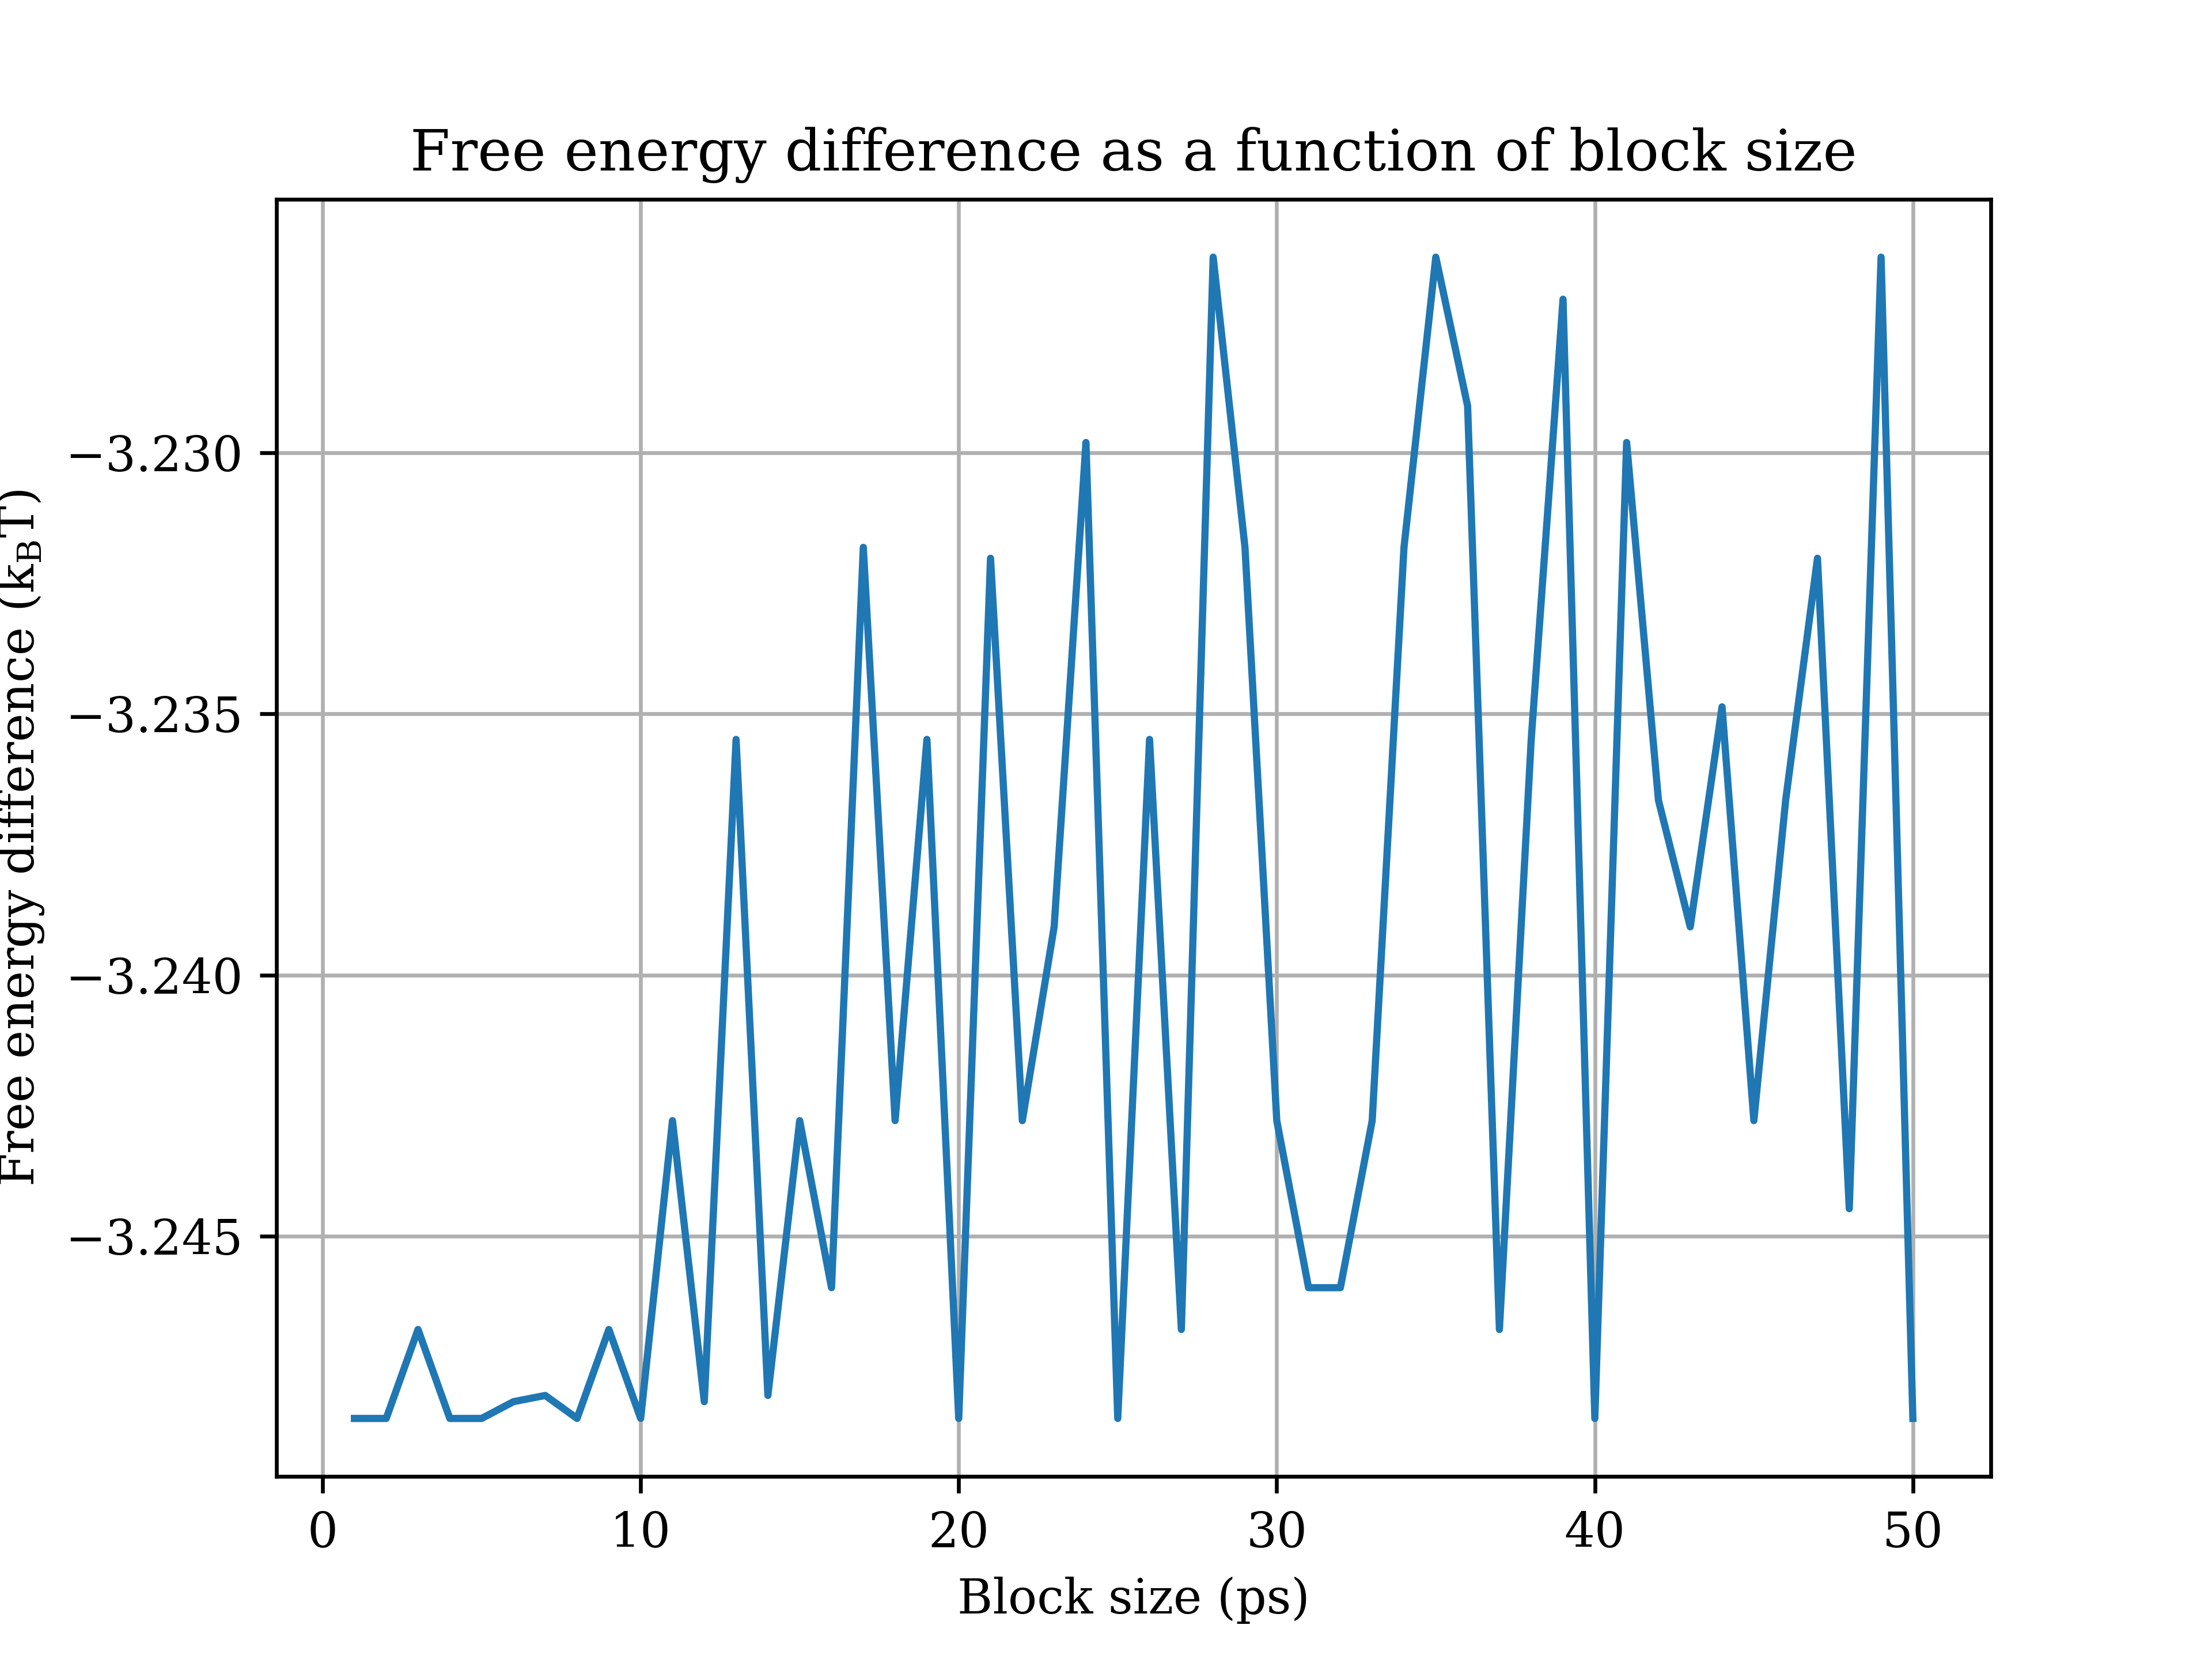 Free energy difference as a function of block size
Free energy difference (kBT)
−3.230
−3.235
−3.240
−3.245
0 10 20 30 40 50
Block size (ps)